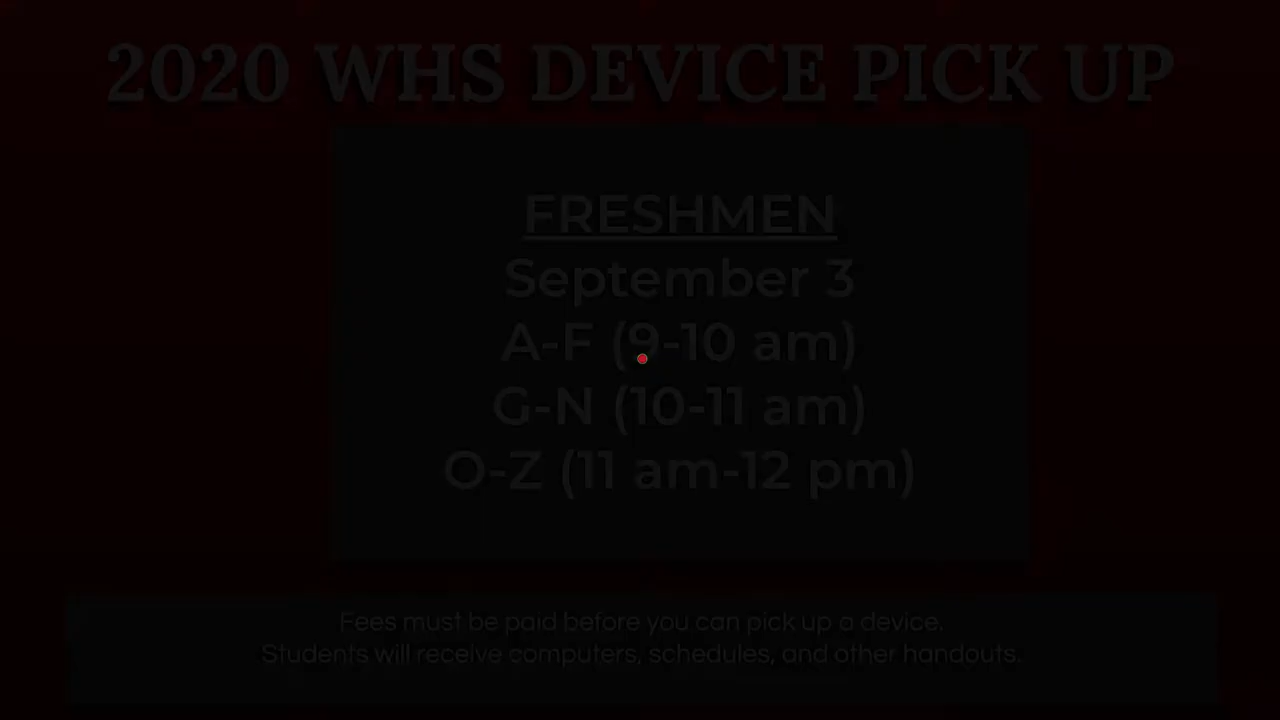 2020 WHS DEVICE PICK UP
FRESHMEN
September 3
A-F (9-10 am)
G-N (10-11 am)
O-Z (11 am-12 pm)
Fees must be paid before you can pick up a device.
Students will receive computers, schedules, and other handouts.